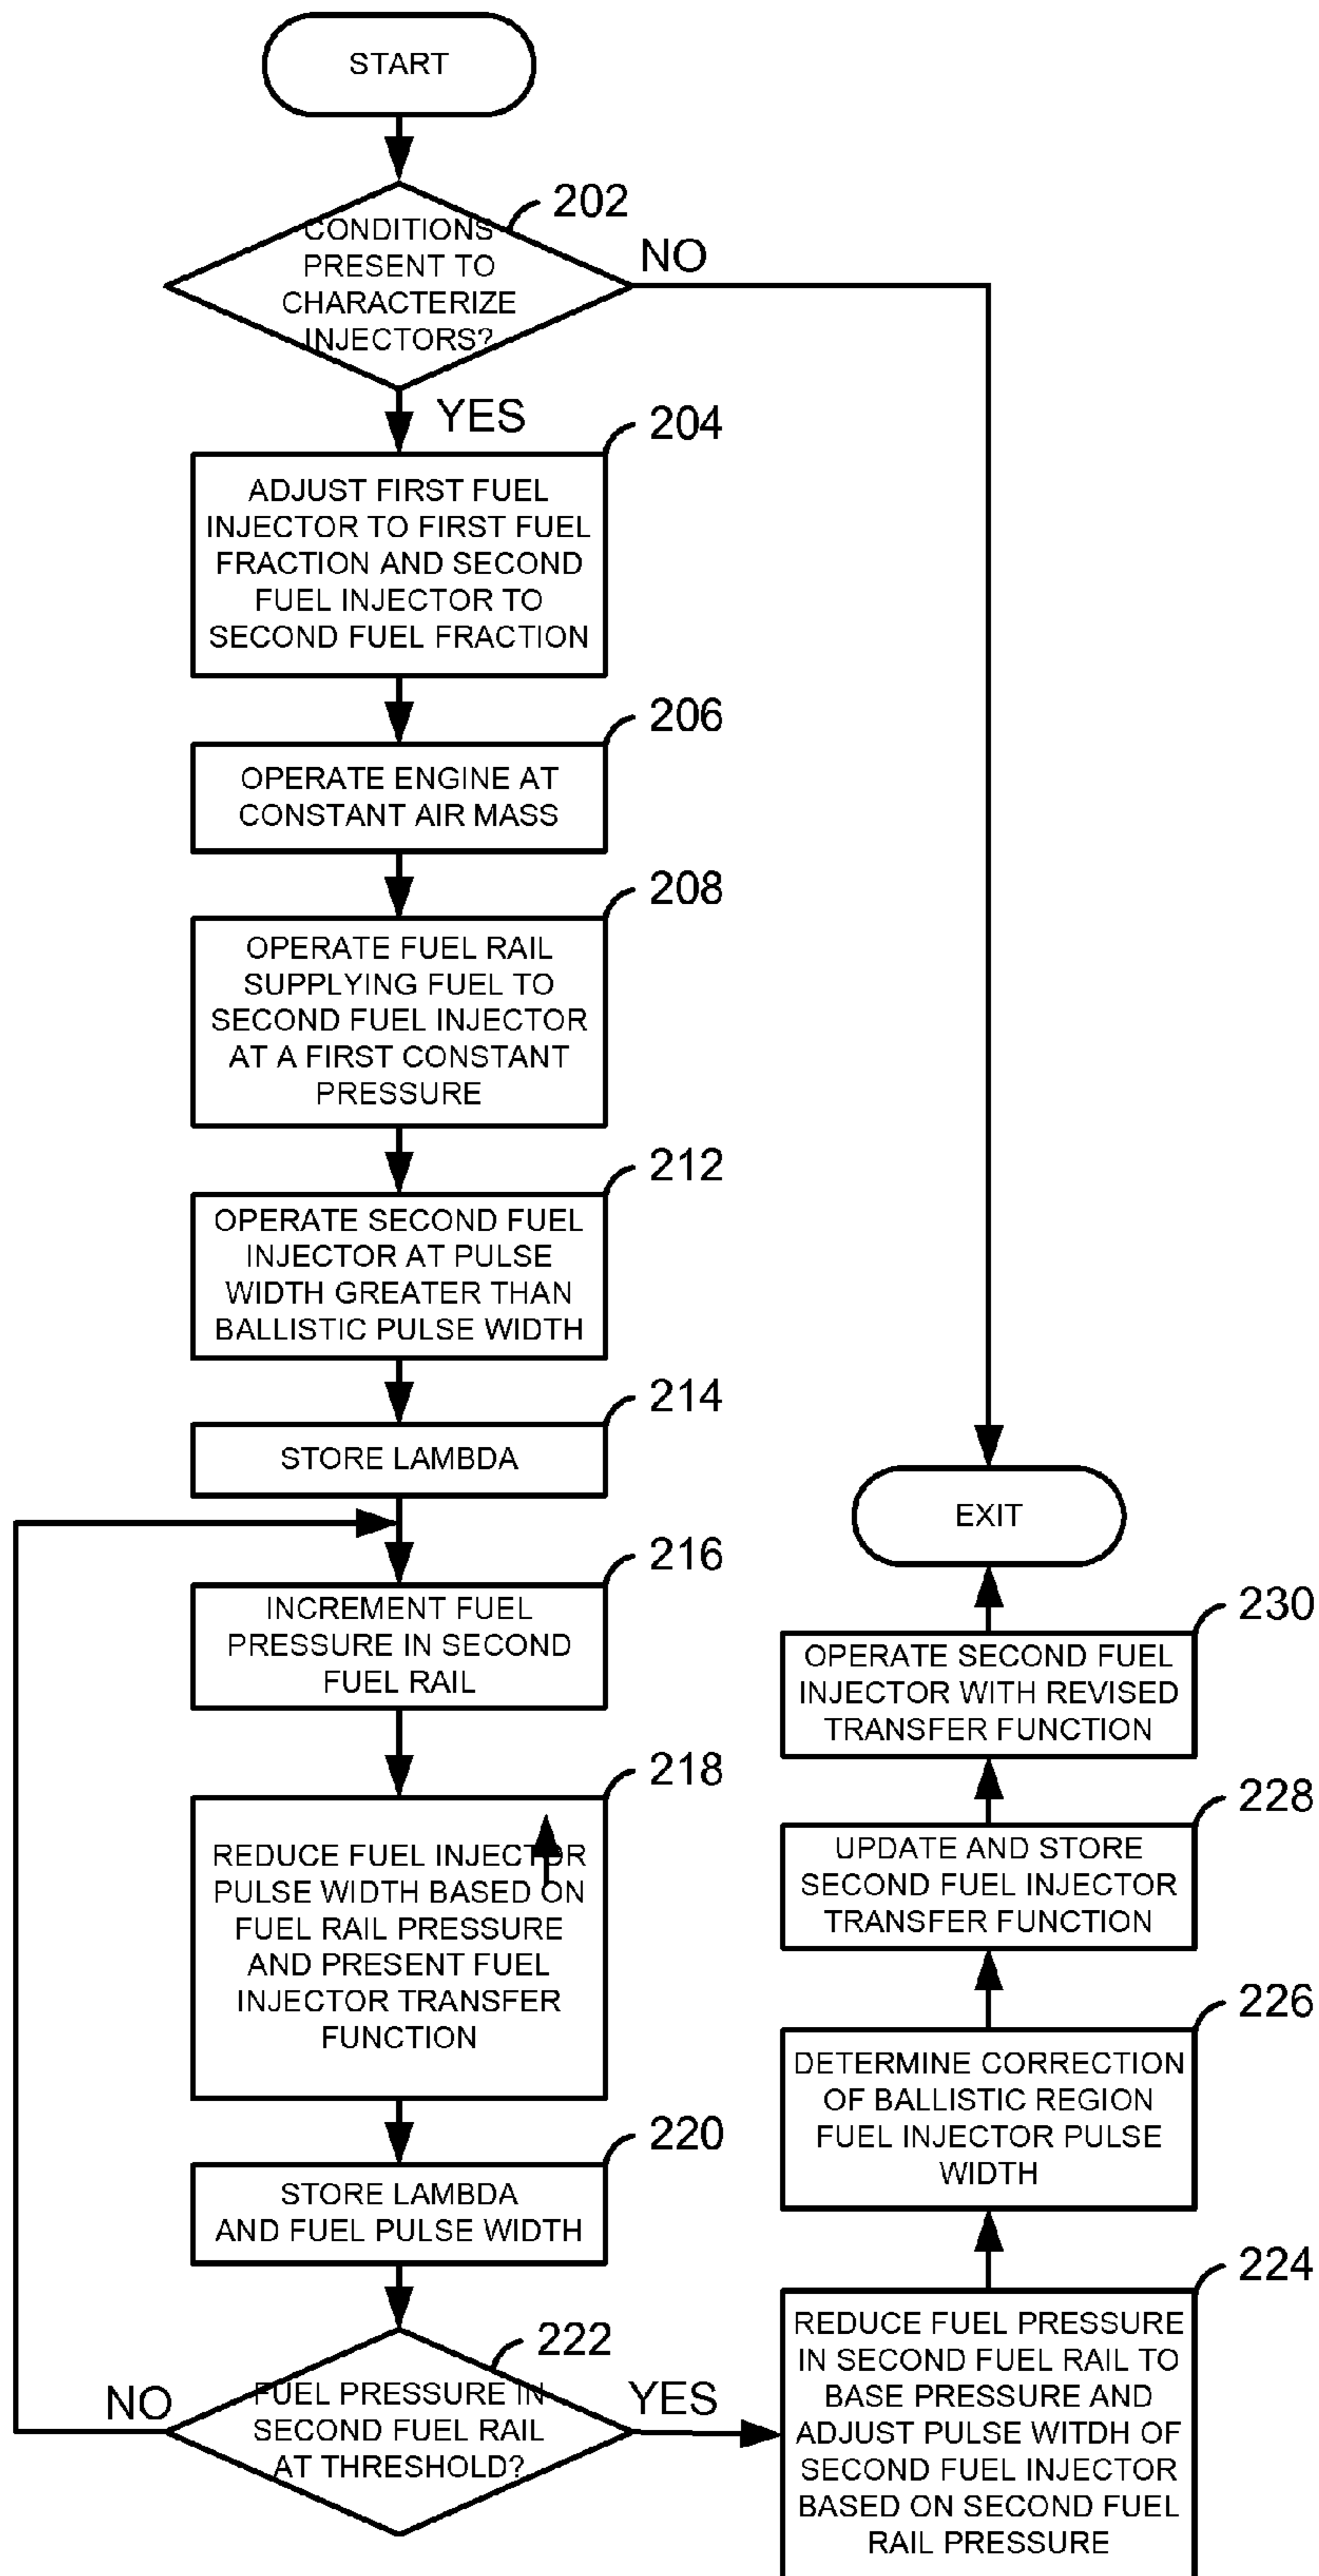 START
202
CONDITIONS
PRESENT TO
CHARACTERIZE
INJECTORS?
NO
YES
204
ADJUST FIRST FUEL
INJECTOR TO FIRST FUEL
FRACTION AND SECOND
FUEL INJECTOR TO
SECOND FUEL FRACTION
206
OPERATE ENGINE AT
CONSTANT AIR MASS
208
OPERATE FUEL RAIL
SUPPLYING FUEL TO
SECOND FUEL INJECTOR
AT A FIRST CONSTANT
PRESSURE
212
OPERATE SECOND FUEL
INJECTOR AT PULSE
WIDTH GREATER THAN
BALLISTIC PULSE WIDTH
214
STORE LAMBDA
216
INCREMENT FUEL
PRESSURE IN SECOND
FUEL RAIL
218
REDUCE FUEL INJECTOR
PULSE WIDTH BASED ON
FUEL RAIL PRESSURE
AND PRESENT FUEL
INJECTOR TRANSFER
FUNCTION
220
STORE LAMBDA
AND FUEL PULSE WIDTH
222
FUEL PRESSURE IN
SECOND FUEL RAIL
AT THRESHOLD?
NO
YES
224
REDUCE FUEL PRESSURE
IN SECOND FUEL RAIL TO
BASE PRESSURE AND
ADJUST PULSE WITDH OF
SECOND FUEL INJECTOR
BASED ON SECOND FUEL
RAIL PRESSURE
226
DETERMINE CORRECTION
OF BALLISTIC REGION
FUEL INJECTOR PULSE
WIDTH
228
UPDATE AND STORE
SECOND FUEL INJECTOR
TRANSFER FUNCTION
230
OPERATE SECOND FUEL
INJECTOR WITH REVISED
TRANSFER FUNCTION
EXIT